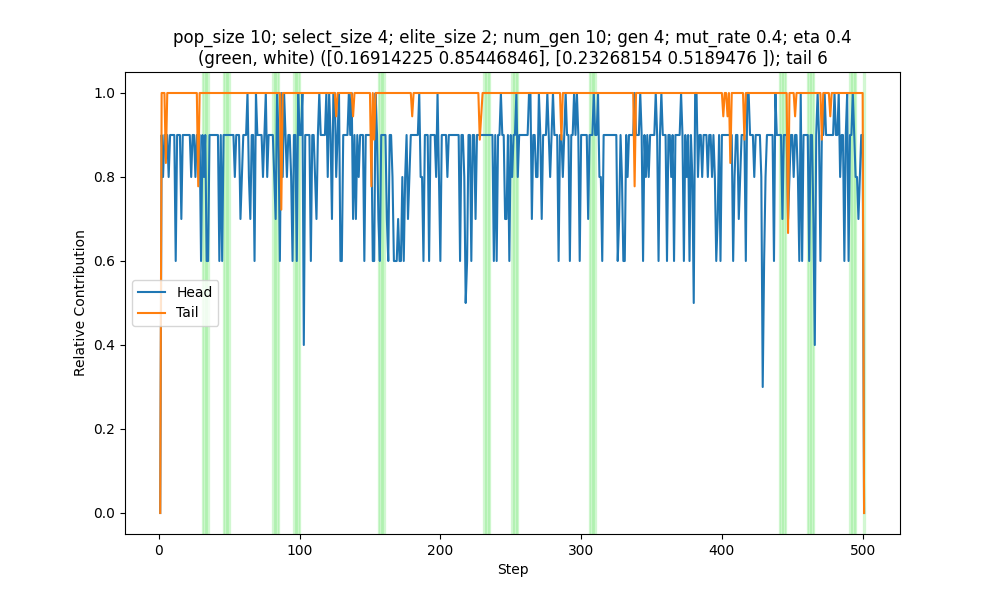 pop_size 10; select_size 4; elite_size 2; num_gen 10; gen 4; mut_rate 0.4; eta 0.4
(green, white) ([0.16914225 0.85446846], [0.23268154 0.5189476 ]); tail 6
1.0
0.8
0.6
0.4
0.2
0.0
Relative Contribution
Head
Tail
0
100
200
300
400
500
Step